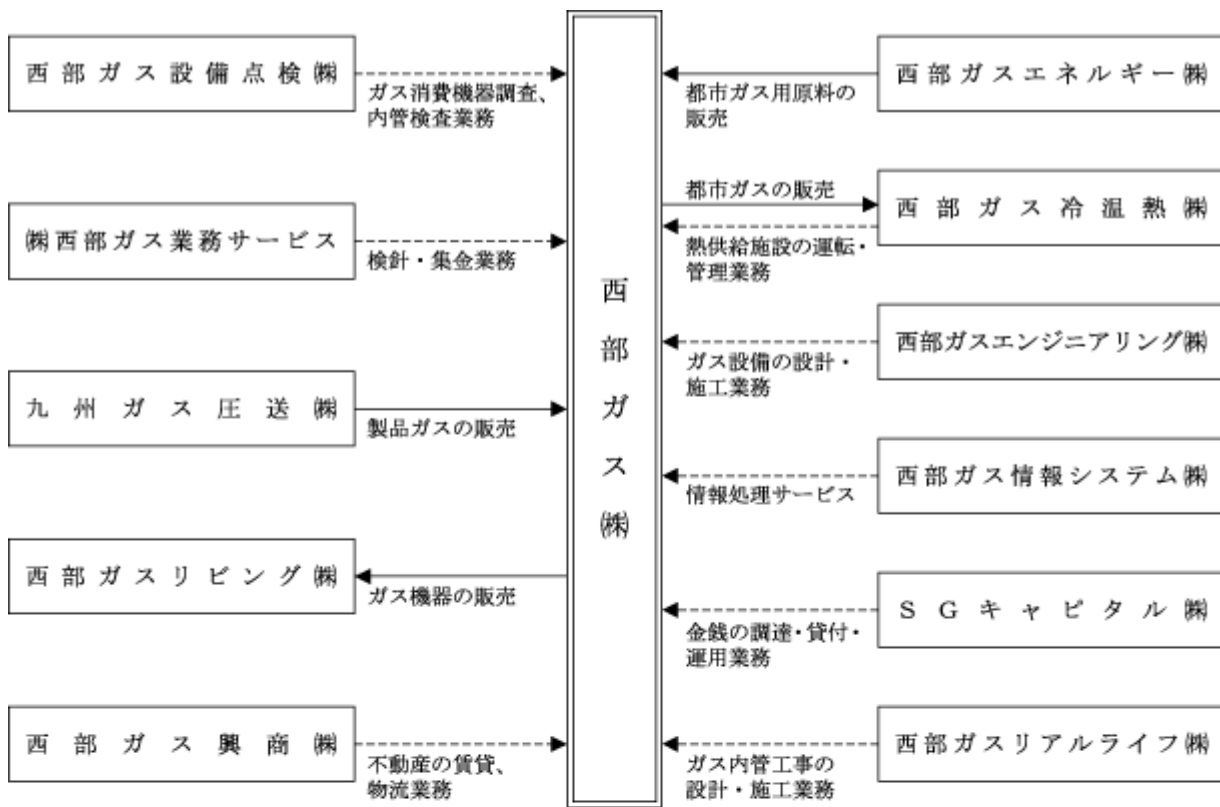 西部ガス設備点検㈱
ガス消費機器調査、
内管検査業務
㈱西部ガス業務サービス
検針・集金業務
九州ガス圧送㈱
製品ガスの販売
西部ガスリビング㈱
ガス機器の販売
西部ガス興商㈱
不動産の賃貸、
物流業務
西部ガス㈱
西部ガスエネルギー㈱
都市ガス用原料の
販売
都市ガスの販売
西部ガス冷温熱㈱
熱供給施設の運転・
管理業務
西部ガスエンジニアリング㈱
ガス設備の設計・
施工業務
西部ガス情報システム㈱
情報処理サービス
SGキャピタル㈱
金銭の調達・貸付・
運用業務
西部ガスリアルライフ㈱
ガス内管工事の
設計・施工業務